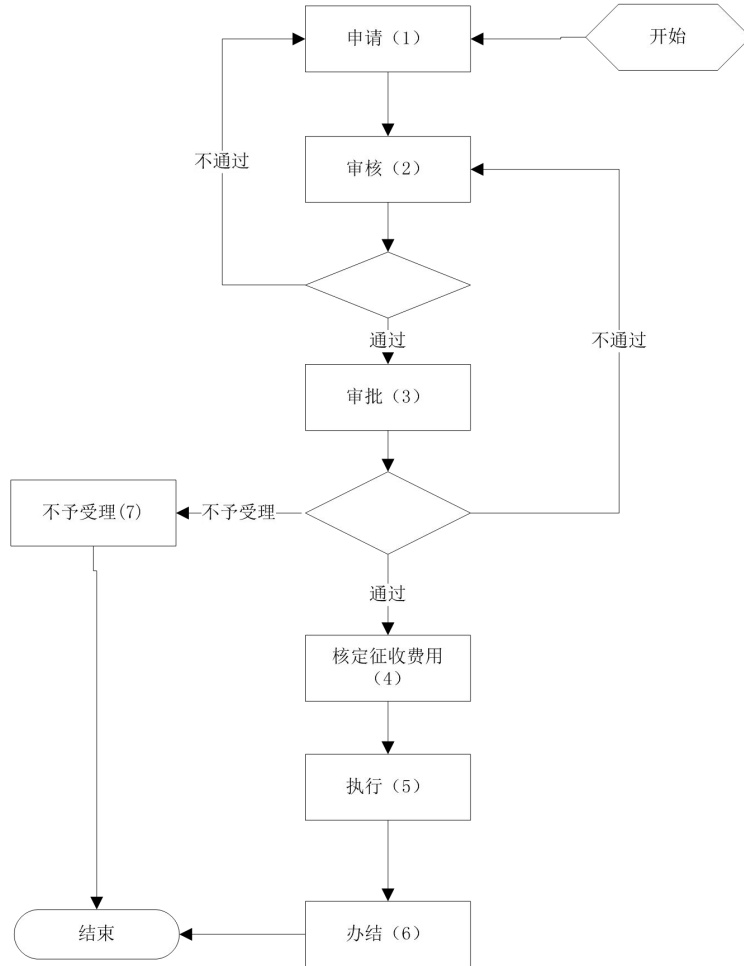 申请（1）
开始
不通过
审核（2）
通过
不通过
审批（3）
不予受理(7)
不予受理
通过
核定征收费用
（4）
执行（5）
结束
办结（6）